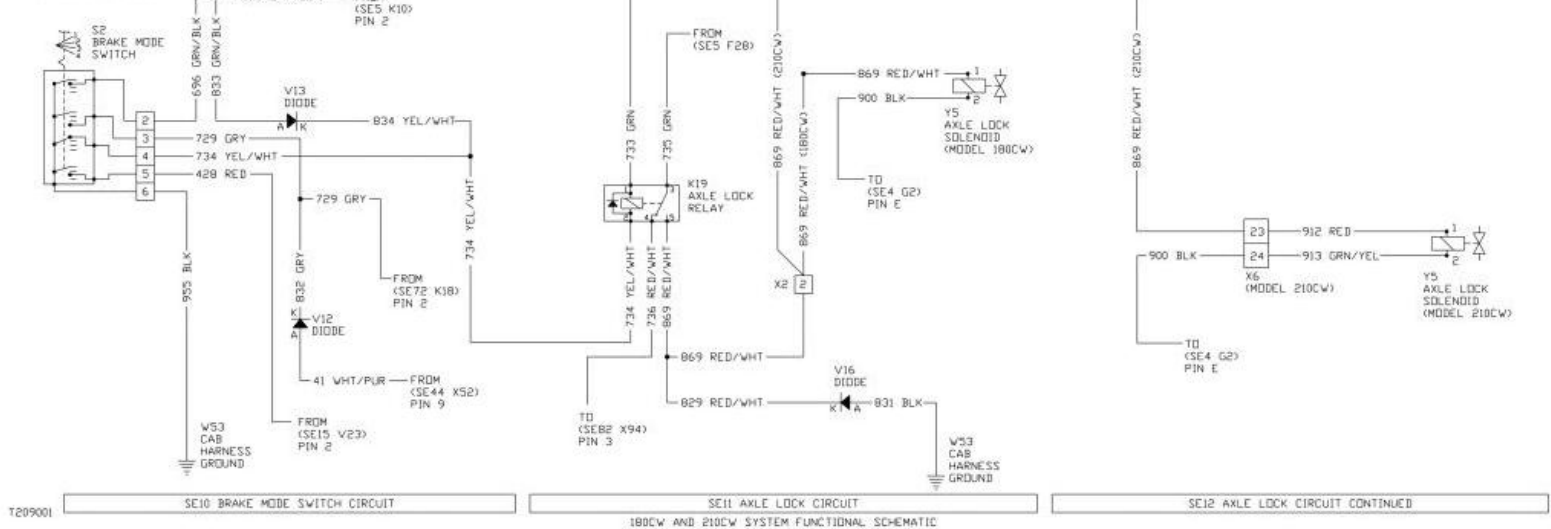 (SE5 K10)
PIN 2
S2
BRAKE MODE
SWITCH
696 GRN/BLK
833 GRN/BLK
V13
DIODE
A K
834 YEL/WHT
2
3
4
5
6
729 GRY
734 YEL/WHT
428 RED
729 GRY
734 YEL/WHT
955 BLK
832 GRY
FROM
(SE72 K18)
PIN 2
K
A
V12
DIODE
41 WHT/PUR
FROM
(SE44 X52)
PIN 9
FROM
(SE15 V23)
PIN 2
W53
CAB
HARNESS
GROUND
FROM
(SE5 F28)
733 GRN
735 GRN
1
3
2
4
5
K19
AXLE LOCK
RELAY
734 YEL/WHT
736 RED/WHT
869 RED/WHT
TO
(SE82 X94)
PIN 3
869 RED/WHT (210CW)
869 RED/WHT (180CW)
X2
2
869 RED/WHT
829 RED/WHT
V16
DIODE
K A
831 BLK
W53
CAB
HARNESS
GROUND
869 RED/WHT
900 BLK
1
2
Y5
AXLE LOCK
SOLENOID
(MODEL 180CW)
TO
(SE4 G2)
PIN E
869 RED/WHT (210CW)
23
24
912 RED
913 GRN/YEL
900 BLK
X6
(MODEL 210CW)
1
2
Y5
AXLE LOCK
SOLENOID
(MODEL 210CW)
TO
(SE4 G2)
PIN E
T209001
SE10 BRAKE MODE SWITCH CIRCUIT
SE11 AXLE LOCK CIRCUIT
SE12 AXLE LOCK CIRCUIT CONTINUED
180CW AND 210CW SYSTEM FUNCTIONAL SCHEMATIC